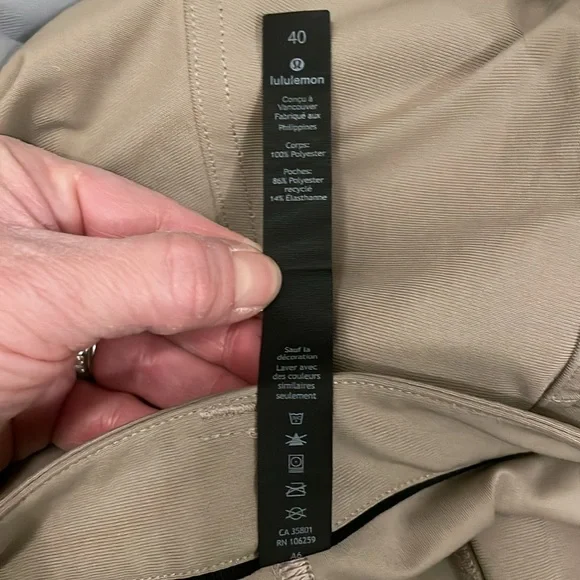 40
lululemon
Conçu à
Vancouver
Fabriqué aux
Philippines
Corps:
100% Polyester
Poches:
86% Polyester
recyclé
14% Élasthanne
Sauf la
décoration
Laver avec
des couleurs
similaires
seulement
CA 35801
RN 106259
A6